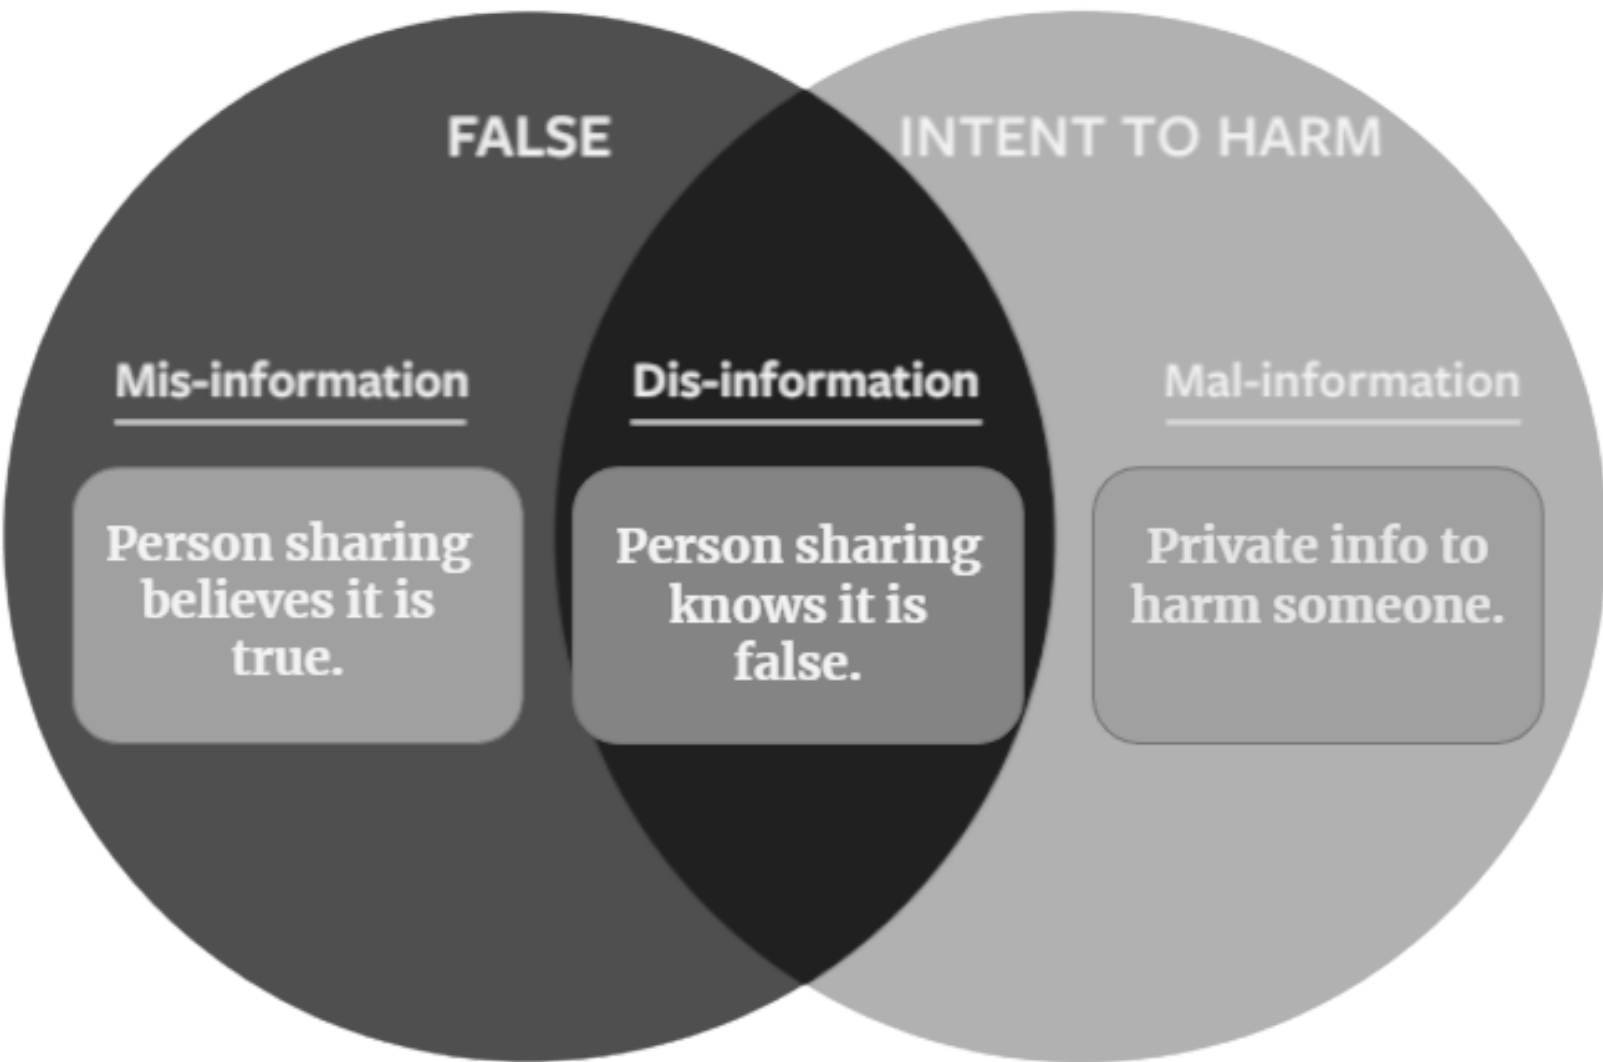 FALSE
INTENT TO HARM
Mis-information
Person sharing
believes it is
true.
Dis-information
Person sharing
knows it is
false.
Mal-information
Private info to
harm someone.